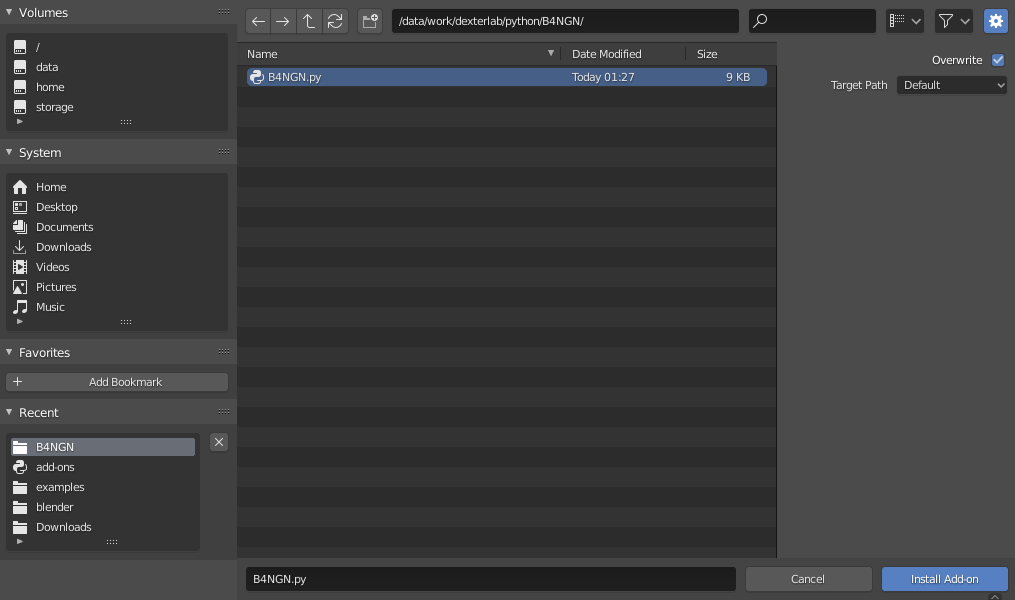 Volumes
/
data
home
storage
System
Home
Desktop
Documents
Downloads
Videos
Pictures
Music
Favorites
Add Bookmark
Recent
B4NGN
add-ons
examples
blender
Downloads
/data/work/dexterlab/python/B4NGN/
Name Date Modified Size
B4NGN.py Today 01:27 9 KB
Overwrite
Target Path Default
B4NGN.py
Cancel
Install Add-on